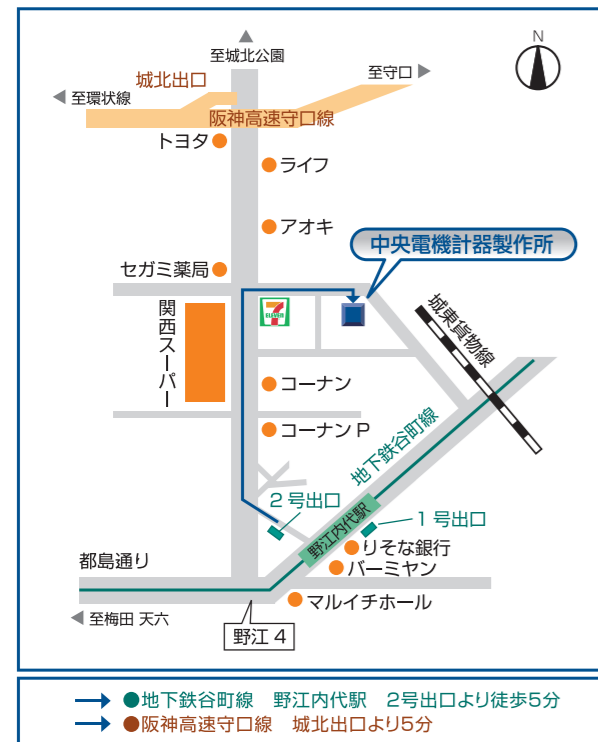 至城北公園
N
城北出口
至守口
至環状線
阪神高速守口線
トヨタ
ライフ
アオキ
中央電機計器製作所
セガミ薬局
7
ELEVEN
関西スーパー
城東貨物線
コーナン
コーナン P
地下鉄谷町線
2 号出口
1 号出口
野江内代駅
りそな銀行
バーミヤン
都島通り
マルイチホール
至梅田 天六
野江 4
地下鉄谷町線 野江内代駅 2号出口より徒歩5分
阪神高速守口線 城北出口より5分